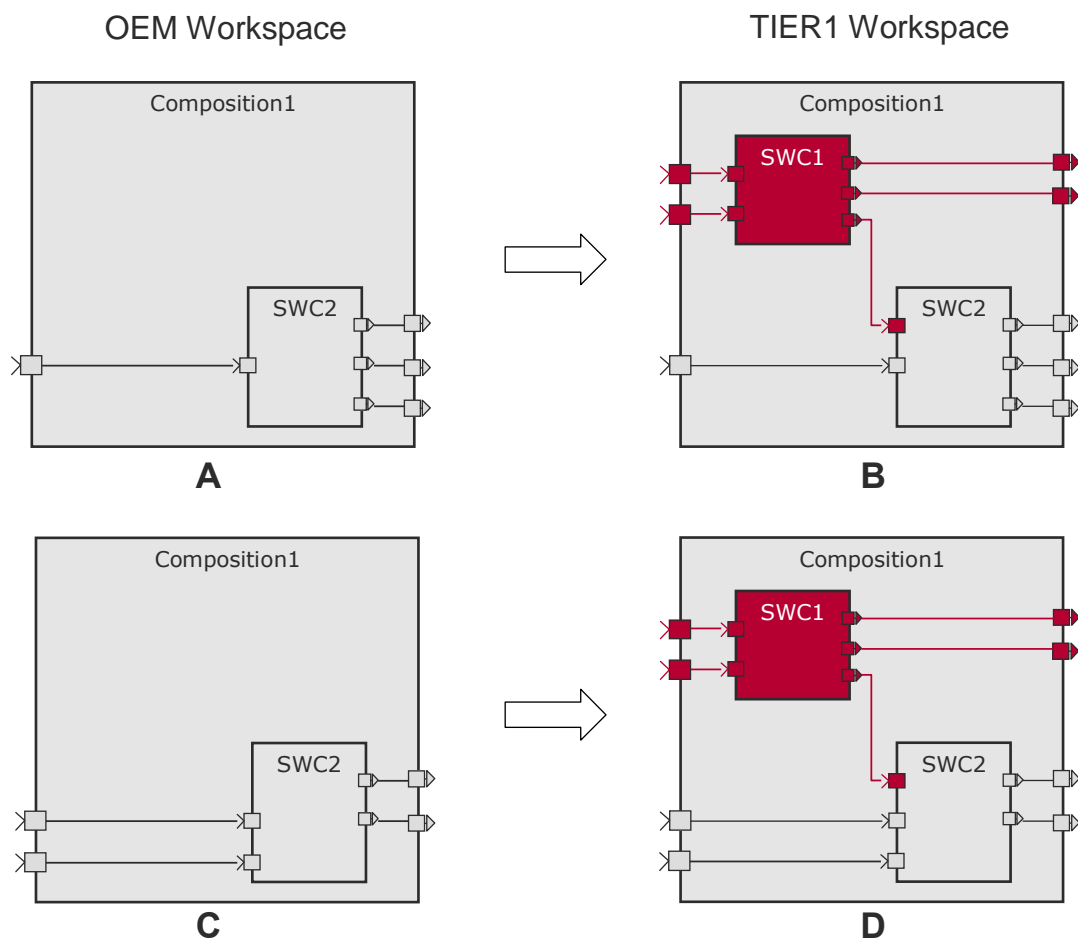 OEM Workspace
TIER1 Workspace
Composition1
Composition1
SWC1
SWC2
SWC2
A
B
Composition1
Composition1
SWC1
SWC2
SWC2
C
D